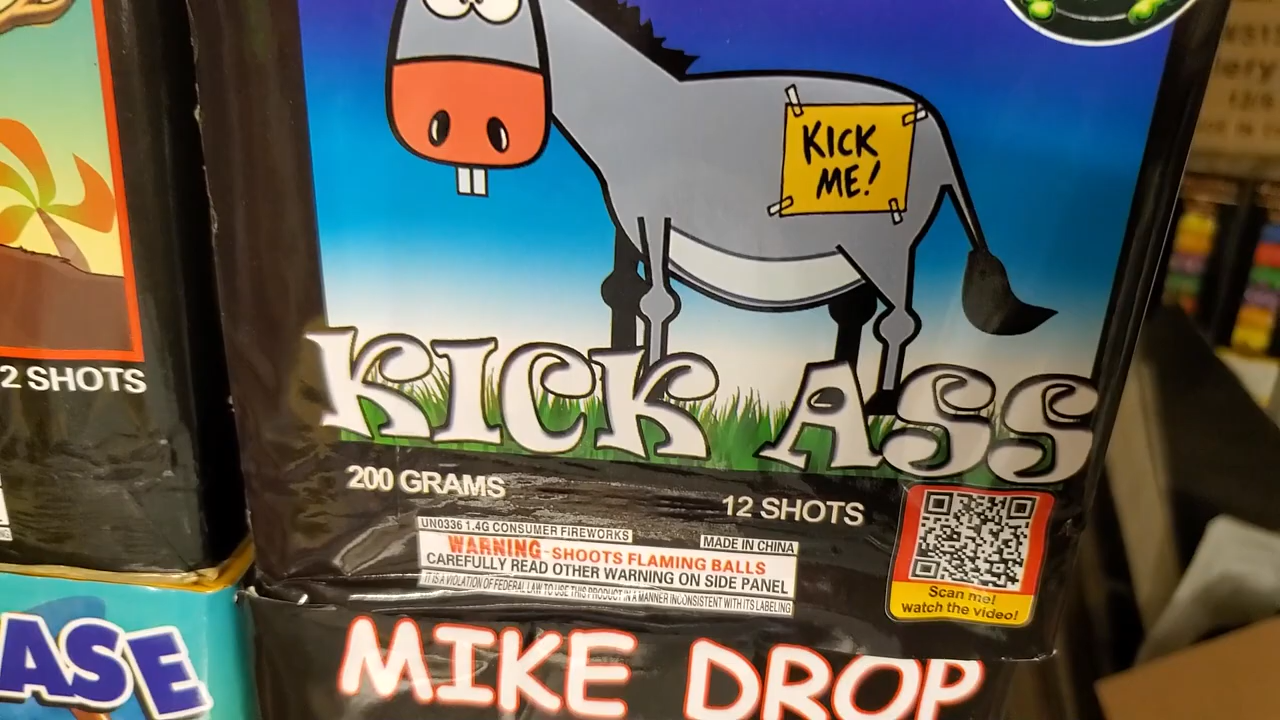 KICK
ME!
KICK ASS
2 SHOTS
200 GRAMS
12 SHOTS
UN0336 1.4G CONSUMER FIREWORKS
MADE IN CHINA
WARNING-SHOOTS FLAMING BALLS
CAREFULLY READ OTHER WARNING ON SIDE PANEL
IT IS A VIOLATION OF FEDERAL LAW TO USE THIS PRODUCT IN A MANNER INCONSISTENT WITH ITS LABELING
Scan me!
watch the video!
ASE
MIKE DROP